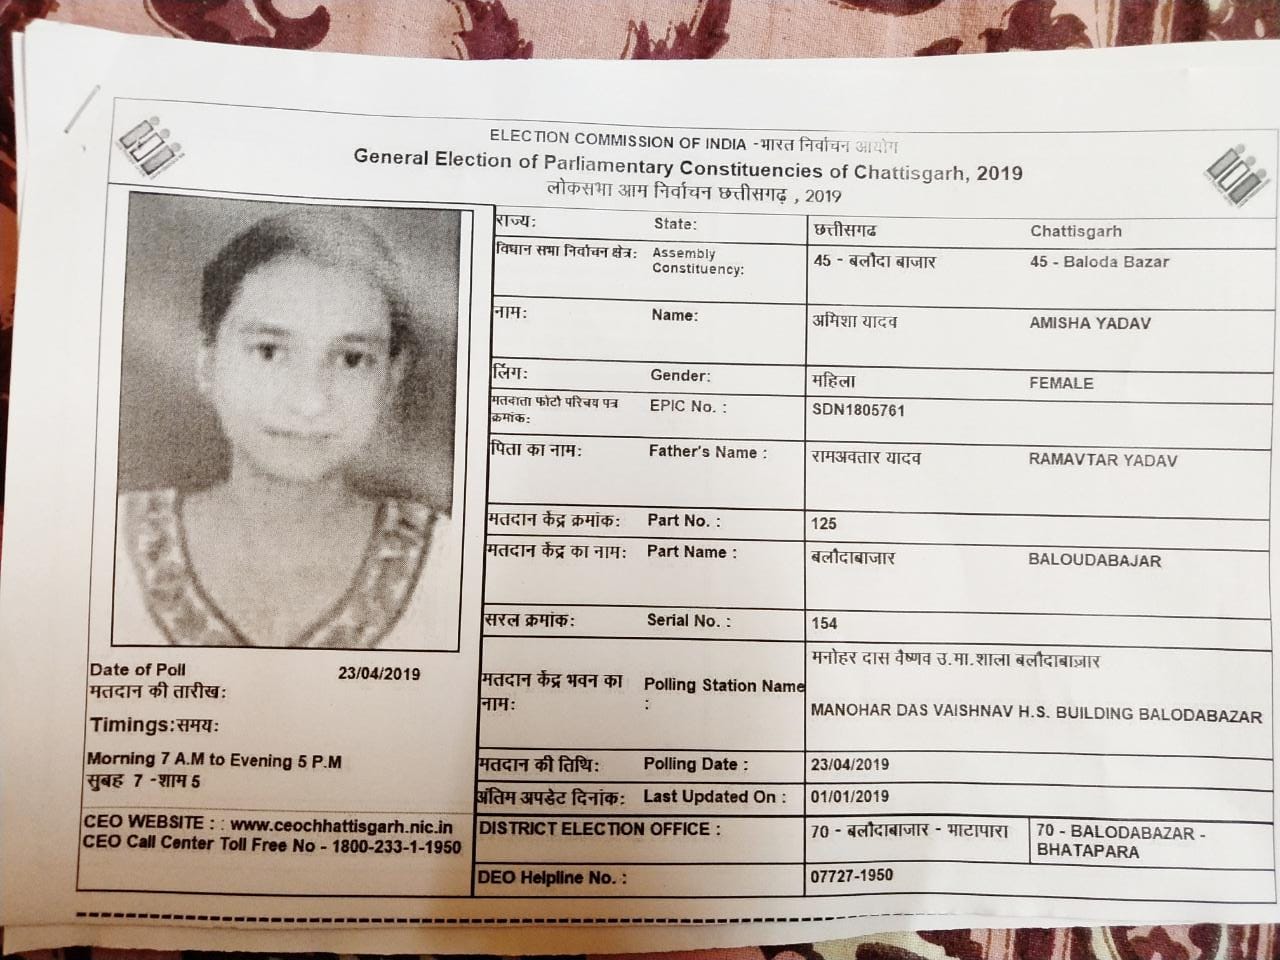 ELECTION COMMISSION OF INDIA -भारत निर्वाचन आयोग
General Election of Parliamentary Constituencies of Chattisgarh, 2019
लोकसभा आम निर्वाचन छत्तीसगढ़ , 2019
राज्य: State: छत्तीसगढ Chattisgarh
विधान सभा निर्वाचन क्षेत्र: Assembly Constituency: 45 - बलौदा बाजार 45 - Baloda Bazar
नाम: Name: अमिशा यादव AMISHA YADAV
लिंग: Gender: महिला FEMALE
मतदाता फोटो परिचय पत्र क्रमांक: EPIC No. : SDN1805761
पिता का नाम: Father's Name : रामअवतार यादव RAMAVTAR YADAV
मतदान केंद्र क्रमांक: Part No. : 125
मतदान केंद्र का नाम: Part Name : बलौदाबाजार BALOUDABAJAR
सरल क्रमांक: Serial No. : 154
मतदान केंद्र भवन का नाम: Polling Station Name : मनोहर दास वैष्णव उ.मा.शाला बलौदाबाज़ार
MANOHAR DAS VAISHNAV H.S. BUILDING BALODABAZAR
मतदान की तिथि: Polling Date : 23/04/2019
अंतिम अपडेट दिनांक: Last Updated On : 01/01/2019
DISTRICT ELECTION OFFICE : 70 - बलौदाबाजार - भाटापारा 70 - BALODABAZAR - BHATAPARA
DEO Helpline No. : 07727-1950
Date of Poll 23/04/2019
मतदान की तारीख:
Timings:समय:
Morning 7 A.M to Evening 5 P.M
सुबह 7 -शाम 5
CEO WEBSITE : : www.ceochhattisgarh.nic.in
CEO Call Center Toll Free No - 1800-233-1-1950